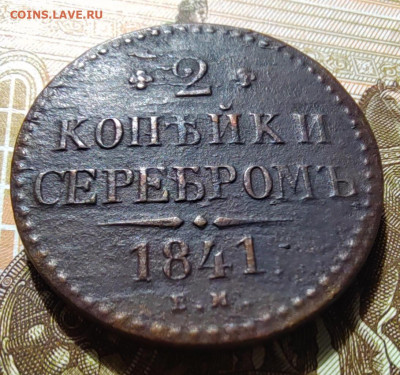 COINS.LAVE.RU
2
КОПѢЙКИ
СЕРЕБРОМЪ
1841.
Е.М.